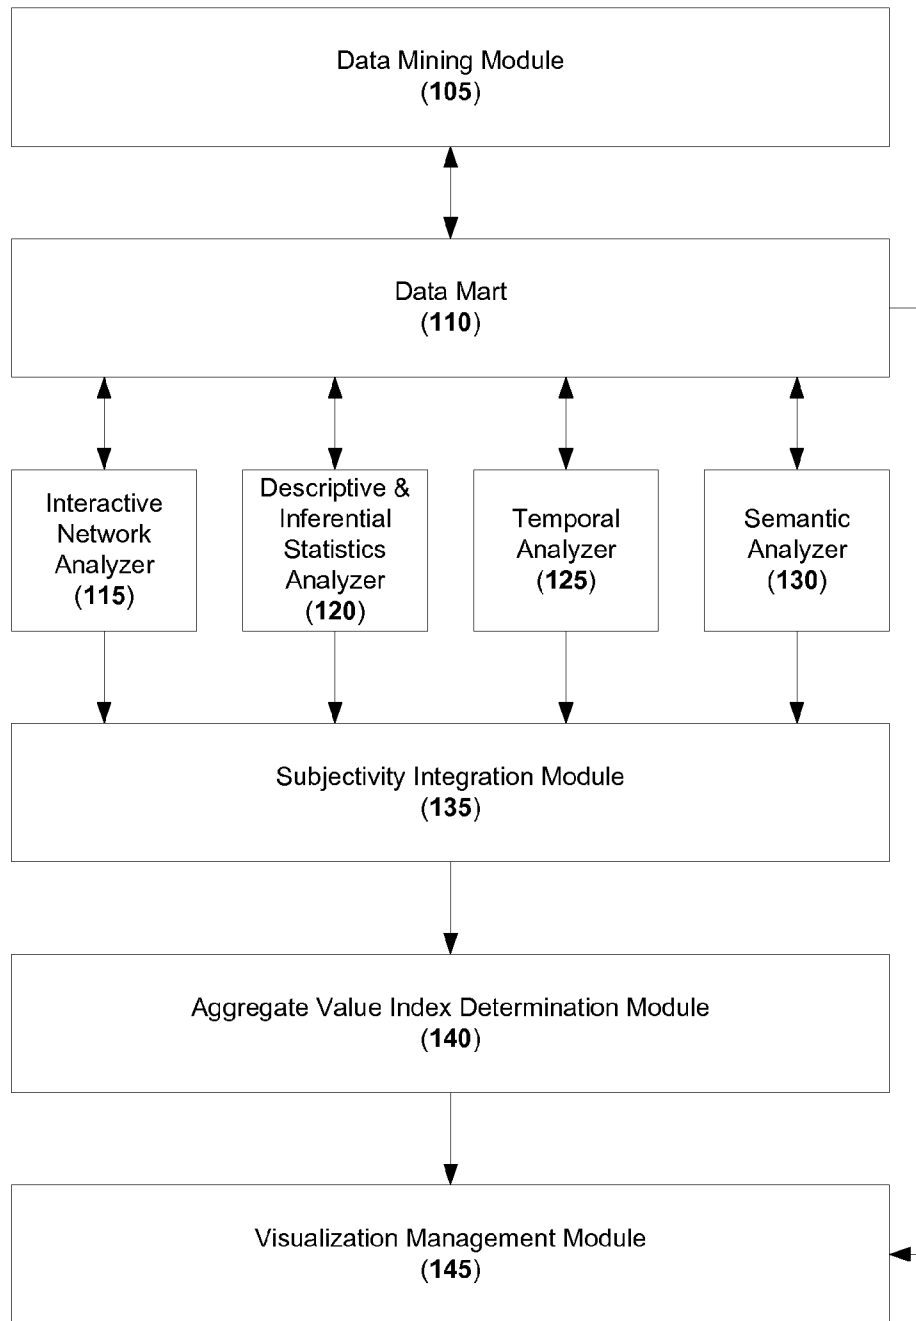 Data Mining Module
(105)
Data Mart
(110)
Interactive
Network
Analyzer
(115)
Descriptive &
Inferential
Statistics
Analyzer
(120)
Temporal
Analyzer
(125)
Semantic
Analyzer
(130)
Subjectivity Integration Module
(135)
Aggregate Value Index Determination Module
(140)
Visualization Management Module
(145)